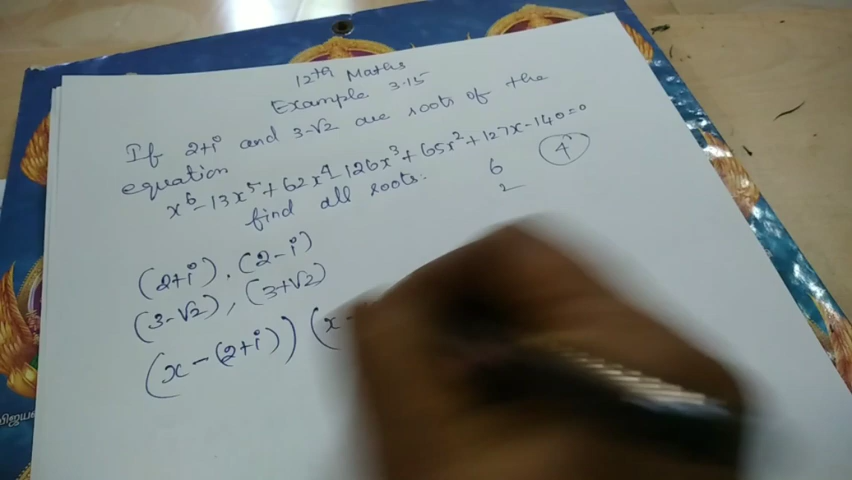 12th Maths
Example 3.15
If 2+i and 3-√2 are roots of the
equation
x⁶-13x⁵+62x⁴-126x³+65x²+127x-140=0
find all roots.
6
2
4
(2+i), (2-i)
(3-√2), (3+√2)
(x-(2+i)) (x-